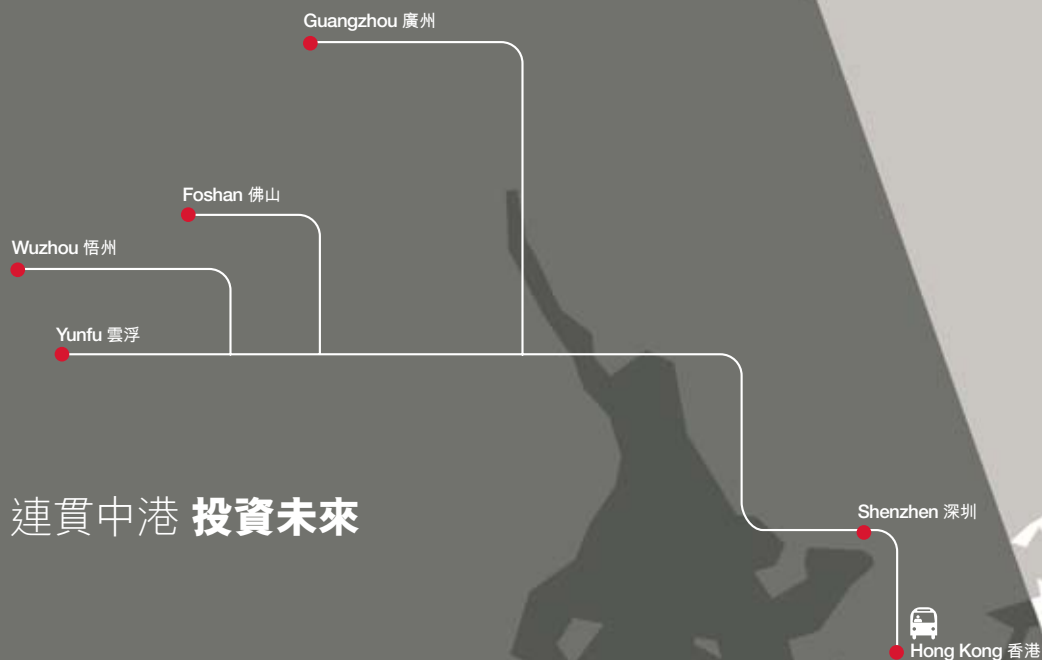 Guangzhou 廣州
Foshan 佛山
Wuzhou 悟州
Yunfu 雲浮
連貫中港 投資未來
Shenzhen 深圳
Hong Kong 香港